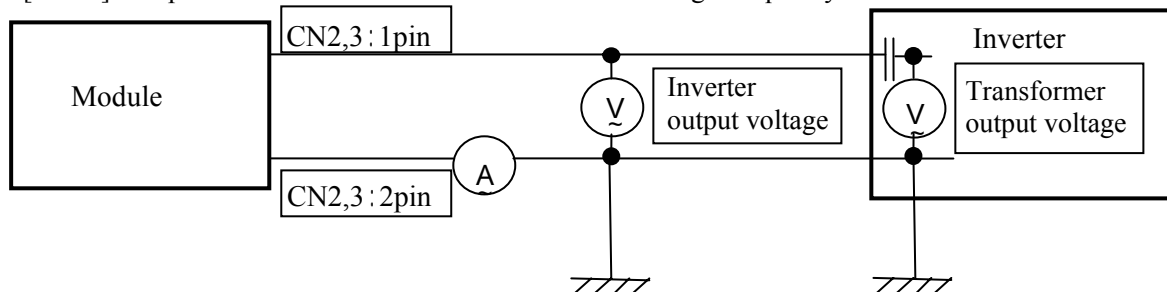 CN2,3：1pin
Inverter
Module
Inverter
output voltage
Transformer
output voltage
V
~
V
~
A
~
CN2,3：2pin